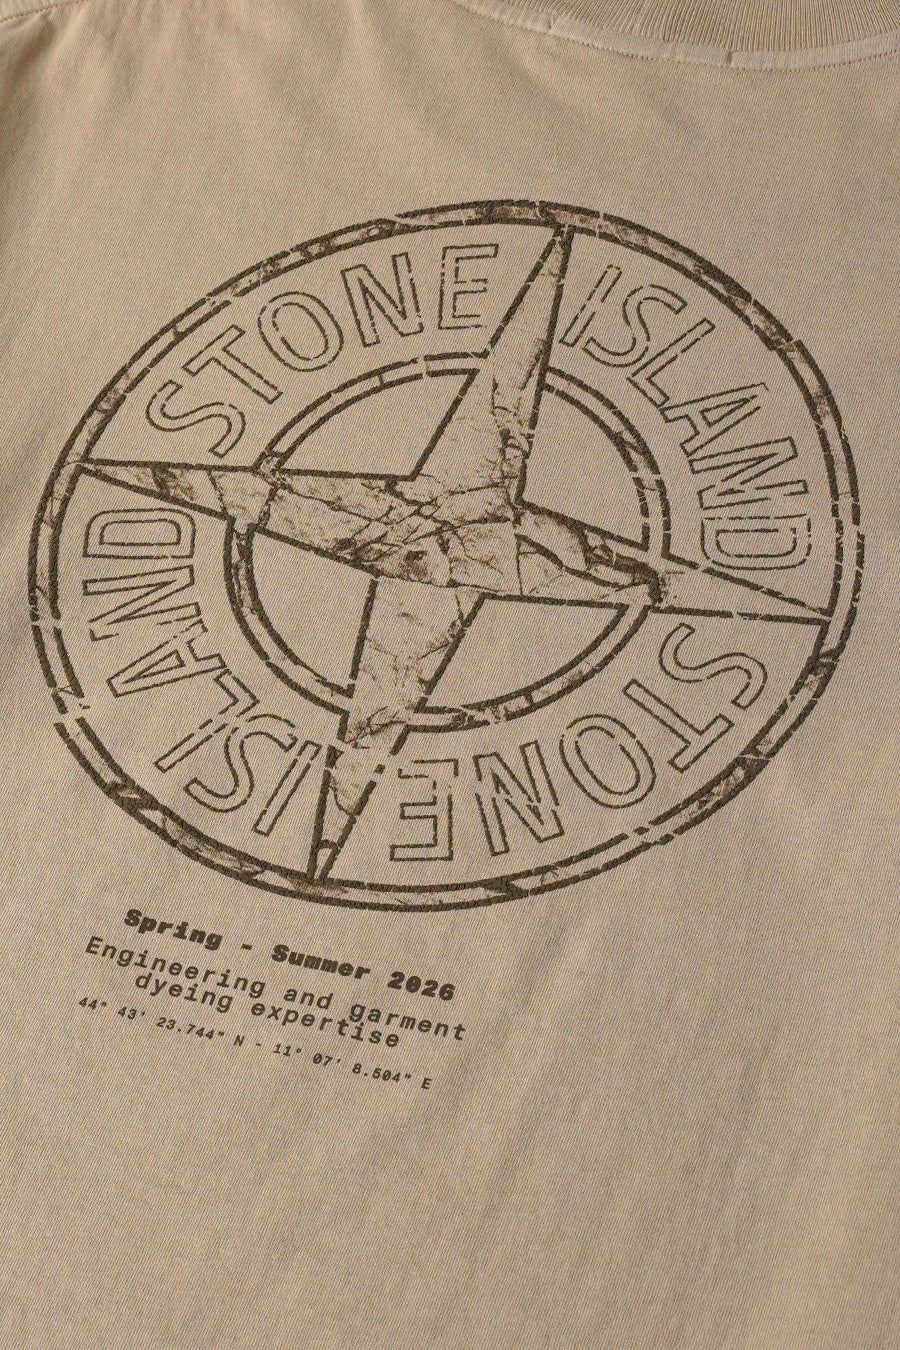 STONE ISLAND
STONE ISLAND
Spring - Summer 2026
Engineering and garment
dyeing expertise
44° 43' 23.744" N - 11° 07' 8.504" E